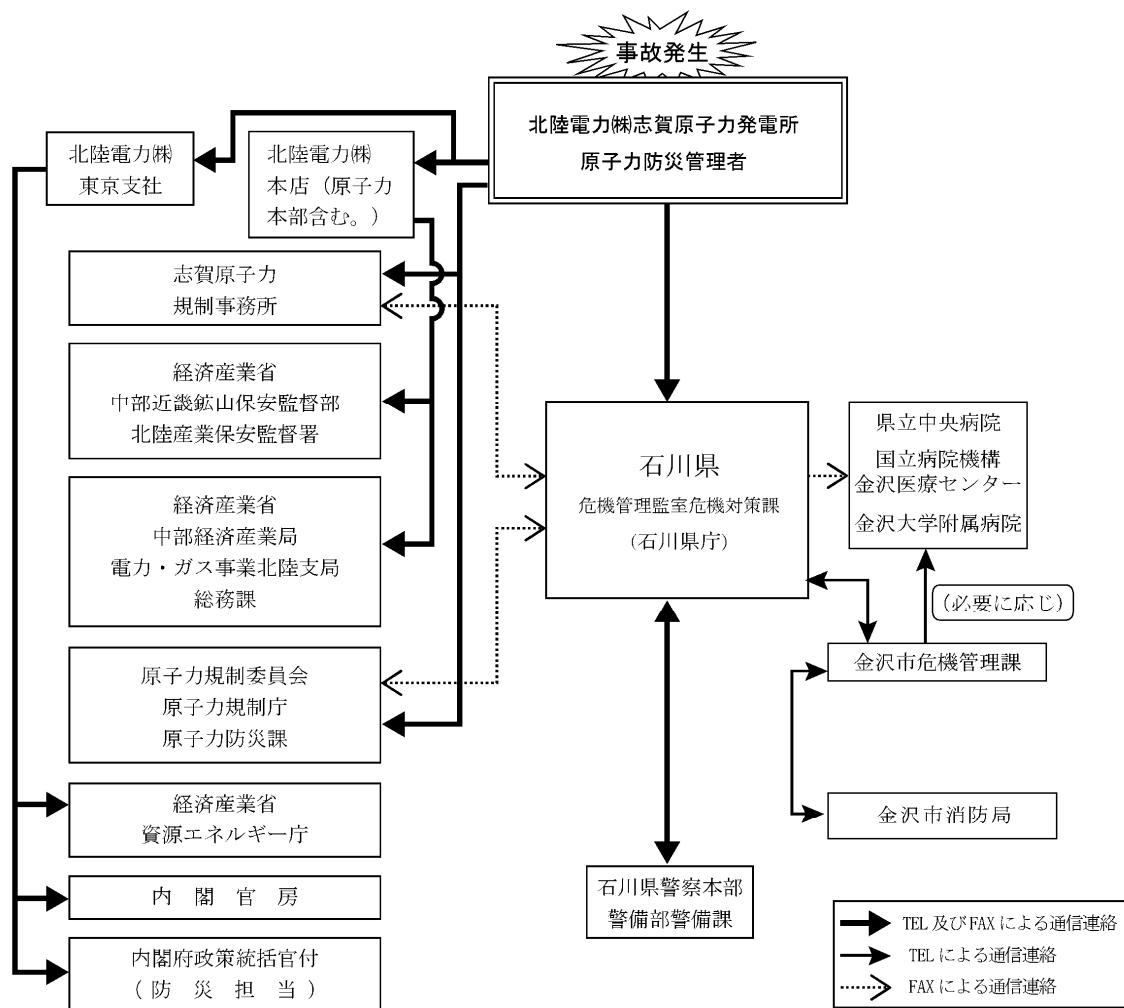 事故発生
北陸電力㈱志賀原子力発電所
原子力防災管理者
北陸電力㈱
東京支社
北陸電力㈱
本店（原子力
本部含む。）
志賀原子力
規制事務所
経済産業省
中部近畿鉱山保安監督部
北陸産業保安監督署
経済産業省
中部経済産業局
電力・ガス事業北陸支局
総務課
原子力規制委員会
原子力規制庁
原子力防災課
経済産業省
資源エネルギー庁
内閣官房
内閣府政策統括官付
（防災担当）
石川県
危機管理監室危機対策課
(石川県庁)
県立中央病院
国立病院機構
金沢医療センター
金沢大学附属病院
(必要に応じ)
金沢市危機管理課
金沢市消防局
石川県警察本部
警備部警備課
TEL 及びFAX による通信連絡
TEL による通信連絡
FAX による通信連絡